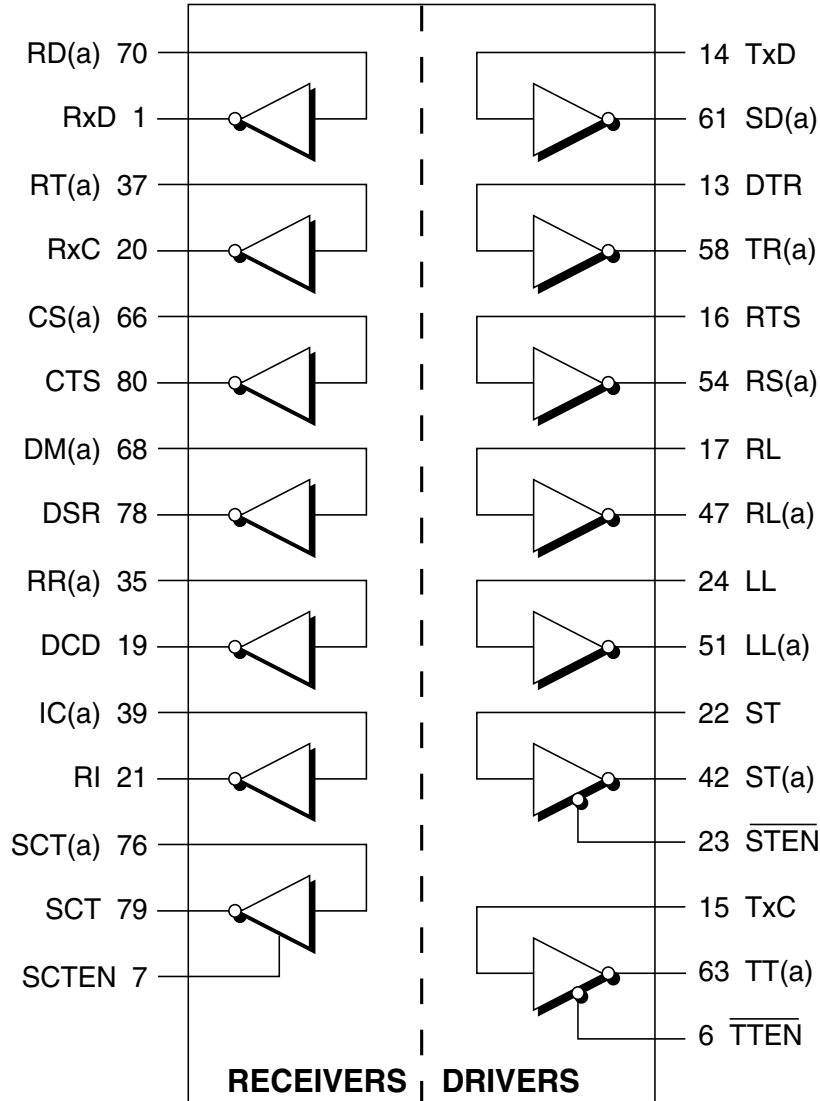 RD(a) 70
RxD 1
RT(a) 37
RxC 20
CS(a) 66
CTS 80
DM(a) 68
DSR 78
RR(a) 35
DCD 19
IC(a) 39
RI 21
SCT(a) 76
SCT 79
SCTEN 7
14 TxD
61 SD(a)
13 DTR
58 TR(a)
16 RTS
54 RS(a)
17 RL
47 RL(a)
24 LL
51 LL(a)
22 ST
42 ST(a)
23 S̅T̅E̅N̅
15 TxC
63 TT(a)
6 T̅T̅E̅N̅
RECEIVERS
DRIVERS